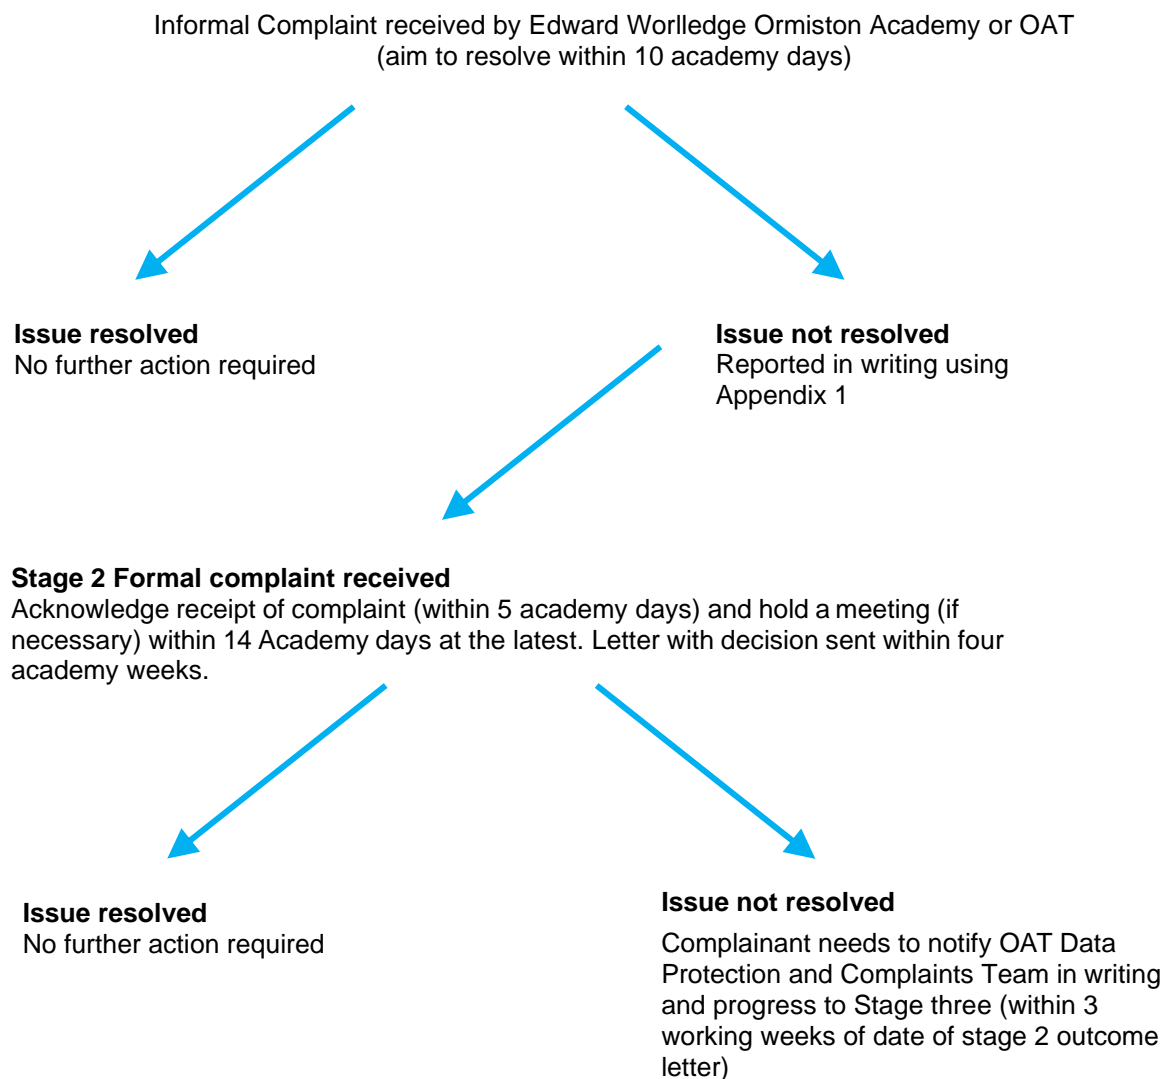 Informal Complaint received by Edward Worlledge Ormiston Academy or OAT
(aim to resolve within 10 academy days)
Issue resolved
No further action required
Issue not resolved
Reported in writing using
Appendix 1
Stage 2 Formal complaint received
Acknowledge receipt of complaint (within 5 academy days) and hold a meeting (if
necessary) within 14 Academy days at the latest. Letter with decision sent within four
academy weeks.
Issue resolved
No further action required
Issue not resolved
Complainant needs to notify OAT Data
Protection and Complaints Team in writing
and progress to Stage three (within 3
working weeks of date of stage 2 outcome
letter)